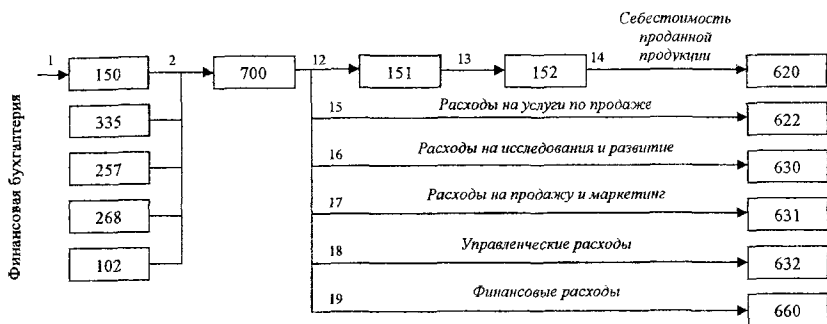 Себестоимость
проданной
продукции
1
2
12
13
14
150
700
151
152
620
15
Расходы на услуги по продаже
335
622
16
Расходы на исследования и развитие
257
630
17
Расходы на продажу и маркетинг
268
631
18
Управленческие расходы
102
632
19
Финансовые расходы
660
Финансовая бухгалтерия